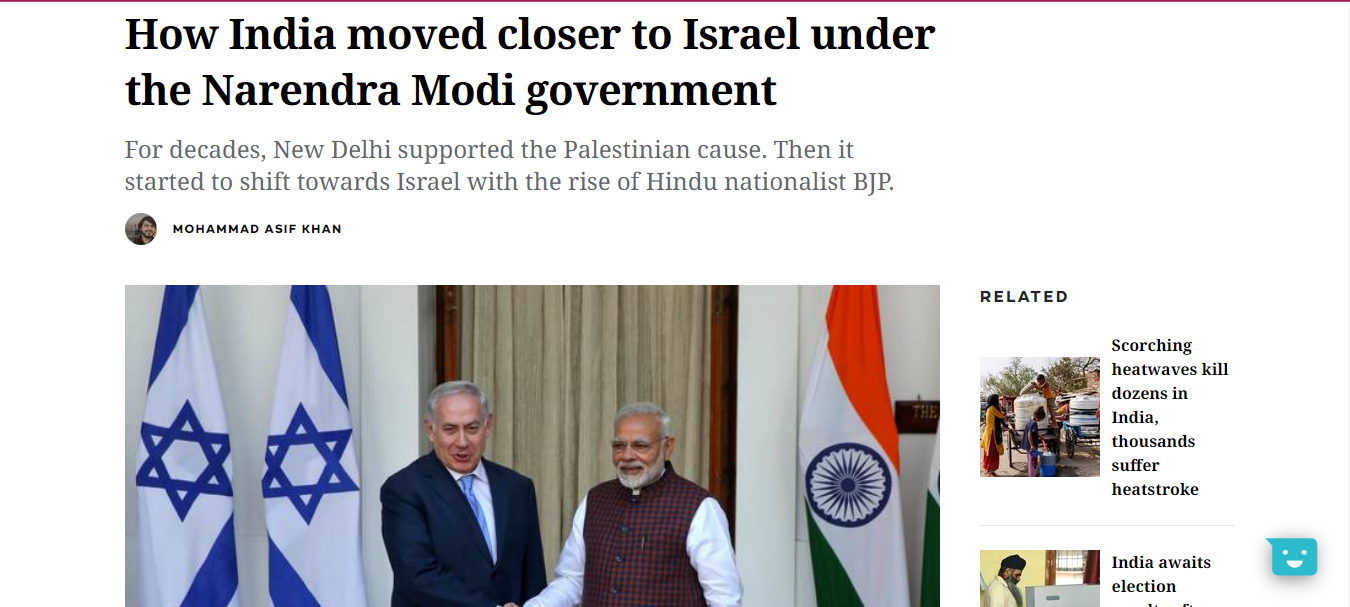 How India moved closer to Israel under
the Narendra Modi government
For decades, New Delhi supported the Palestinian cause. Then it
started to shift towards Israel with the rise of Hindu nationalist BJP.
MOHAMMAD ASIF KHAN
THE
RELATED
Scorching
heatwaves kill
dozens in
India,
thousands
suffer
heatstroke
India awaits
election